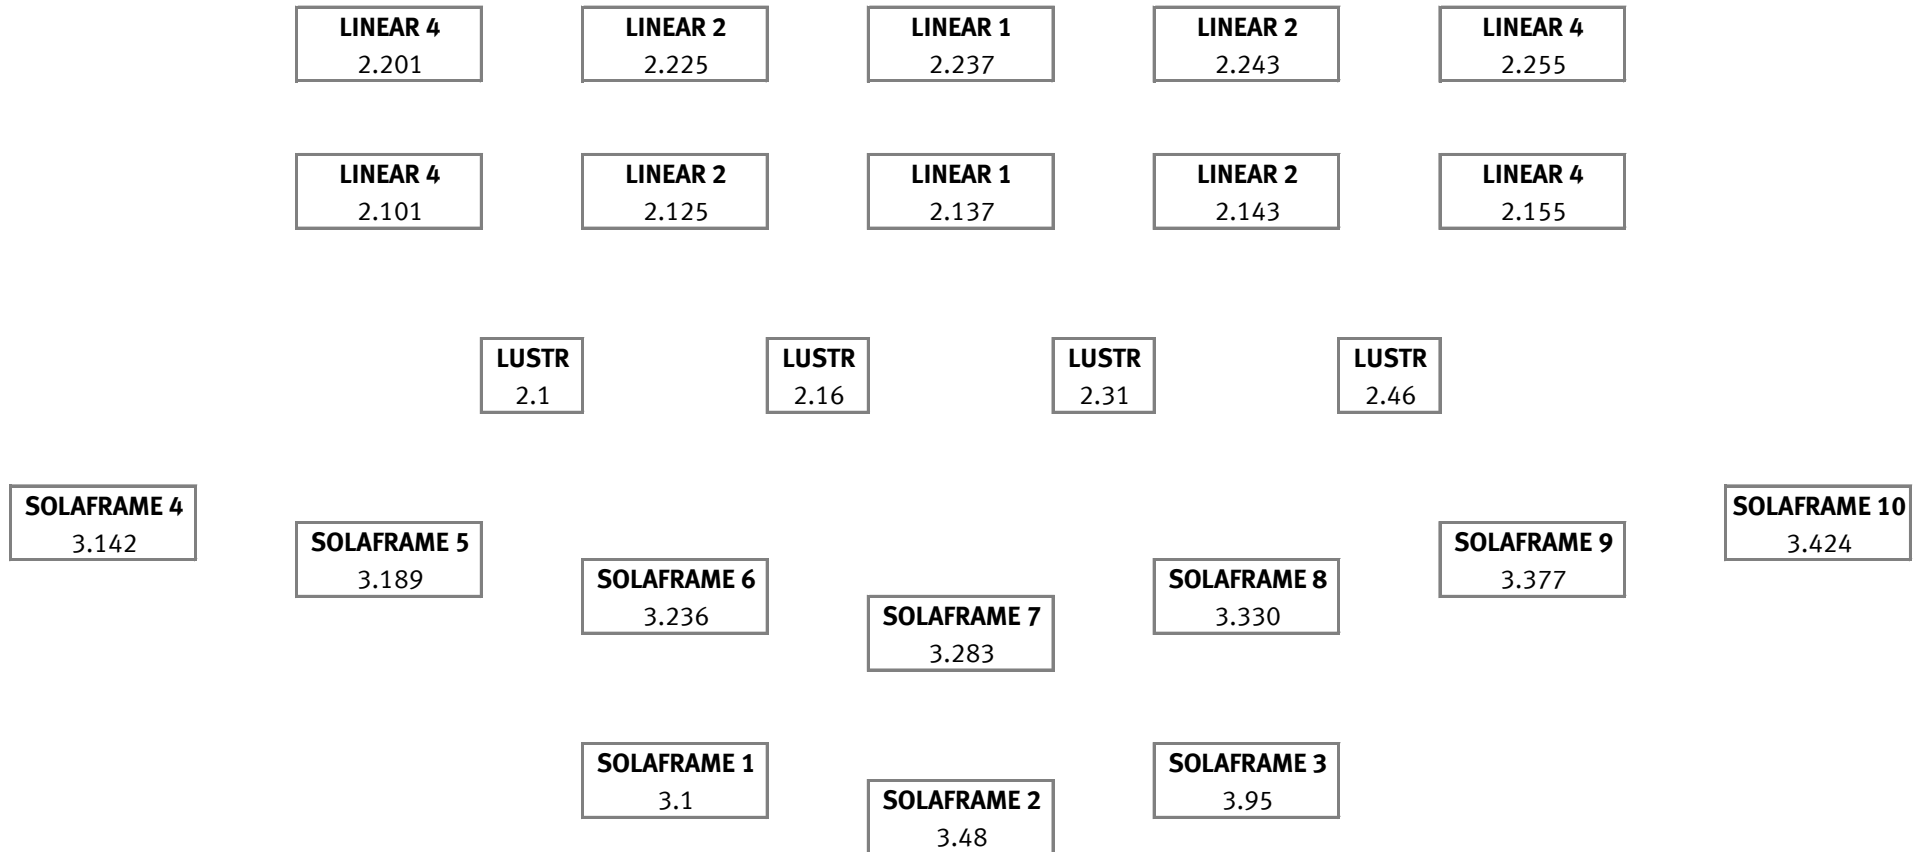 LINEAR 4
2.201
LINEAR 2
2.225
LINEAR 1
2.237
LINEAR 2
2.243
LINEAR 4
2.255
LINEAR 4
2.101
LINEAR 2
2.125
LINEAR 1
2.137
LINEAR 2
2.143
LINEAR 4
2.155
LUSTR
2.1
LUSTR
2.16
LUSTR
2.31
LUSTR
2.46
SOLAFRAME 4
3.142
SOLAFRAME 5
3.189
SOLAFRAME 6
3.236
SOLAFRAME 7
3.283
SOLAFRAME 8
3.330
SOLAFRAME 9
3.377
SOLAFRAME 10
3.424
SOLAFRAME 1
3.1
SOLAFRAME 2
3.48
SOLAFRAME 3
3.95